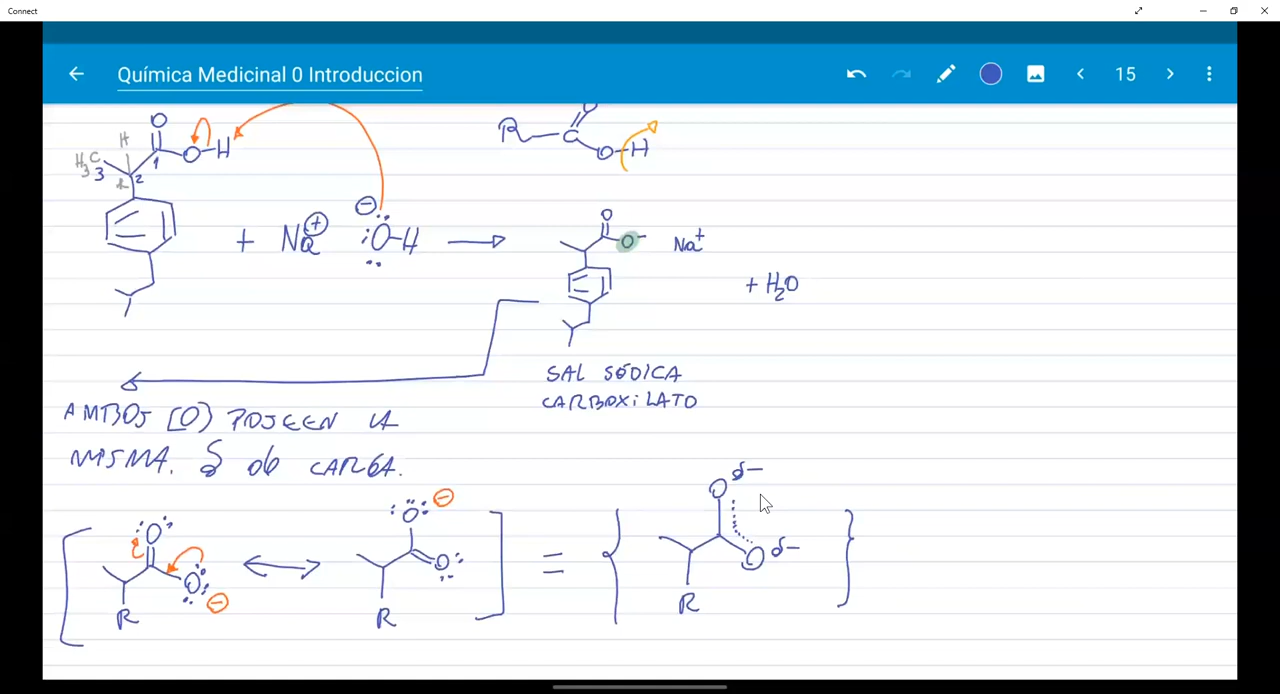 Connect
Química Medicinal 0 Introduccion
15
O
H
O-H
H3C
3
2
1
R-C
O-H
+ Na+
⊖
:O-H
O
O-
Na+
+ H2O
SAL SÓDICA
CARBOXiLATO
AMBOS [O] POSEEN LA
MISMA. δ de CARGA.
O
O ⊖
R
O ⊖
O
R
=
O δ-
O δ-
R